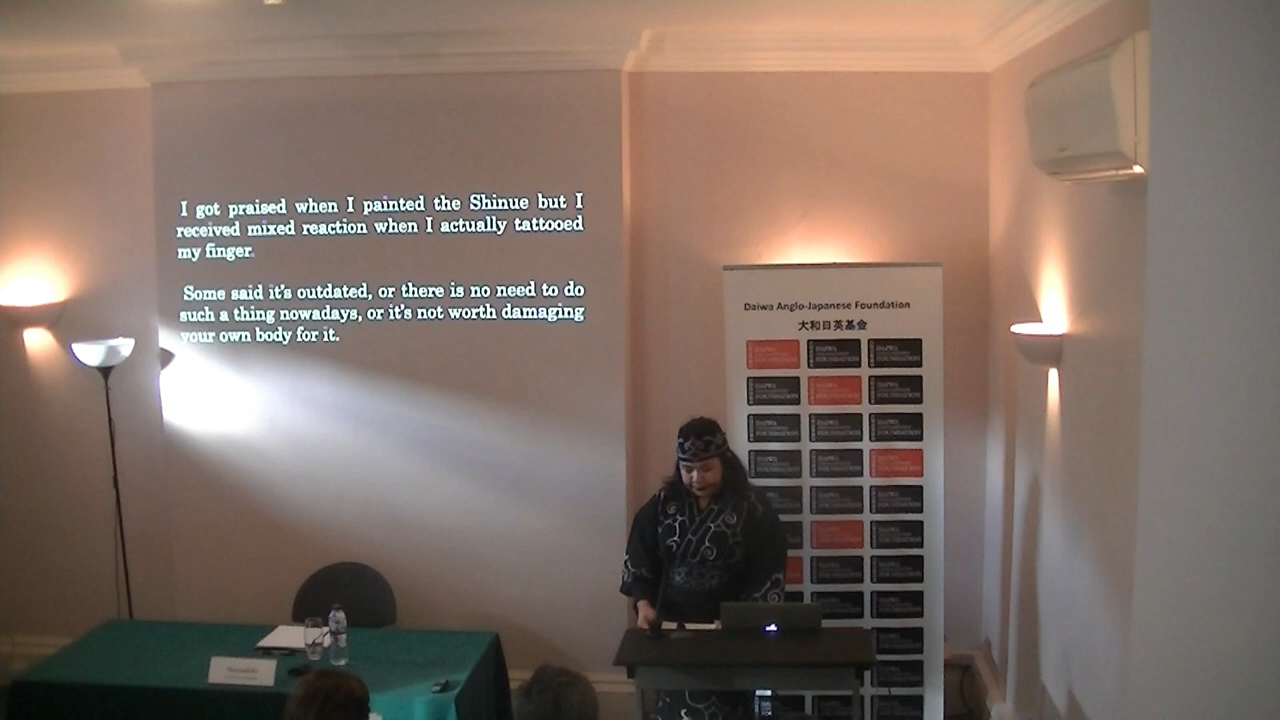 I got praised when I painted the Shinue but I
received mixed reaction when I actually tattooed
my finger.
Some said it's outdated, or there is no need to do
such a thing nowadays, or it's not worth damaging
your own body for it.
Daiwa Anglo-Japanese Foundation
大和日英基金